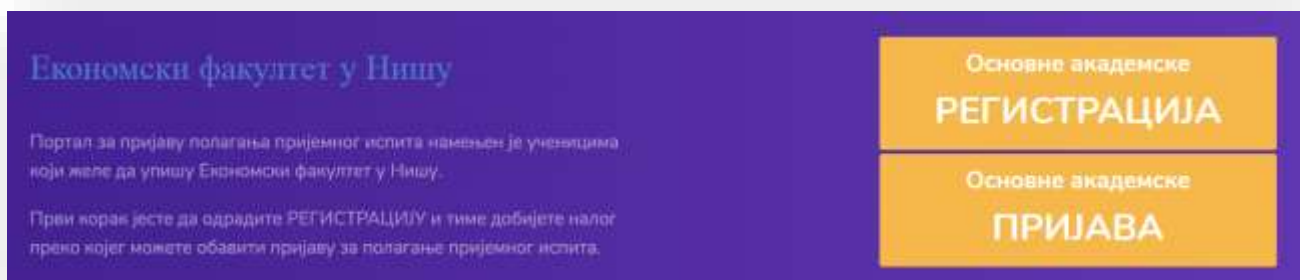 Економски факултет у Нишу
Портал за пријаву полагања пријемног испита намењен је ученицима
који желе да упишу Економски факултет у Нишу.
Први корак јесте да одрадите РЕГИСТРАЦИЈУ и тиме добијете налог
преко којег можете обавити пријаву за полагање пријемног испита.
Основне академске
РЕГИСТРАЦИЈА
Основне академске
ПРИЈАВА